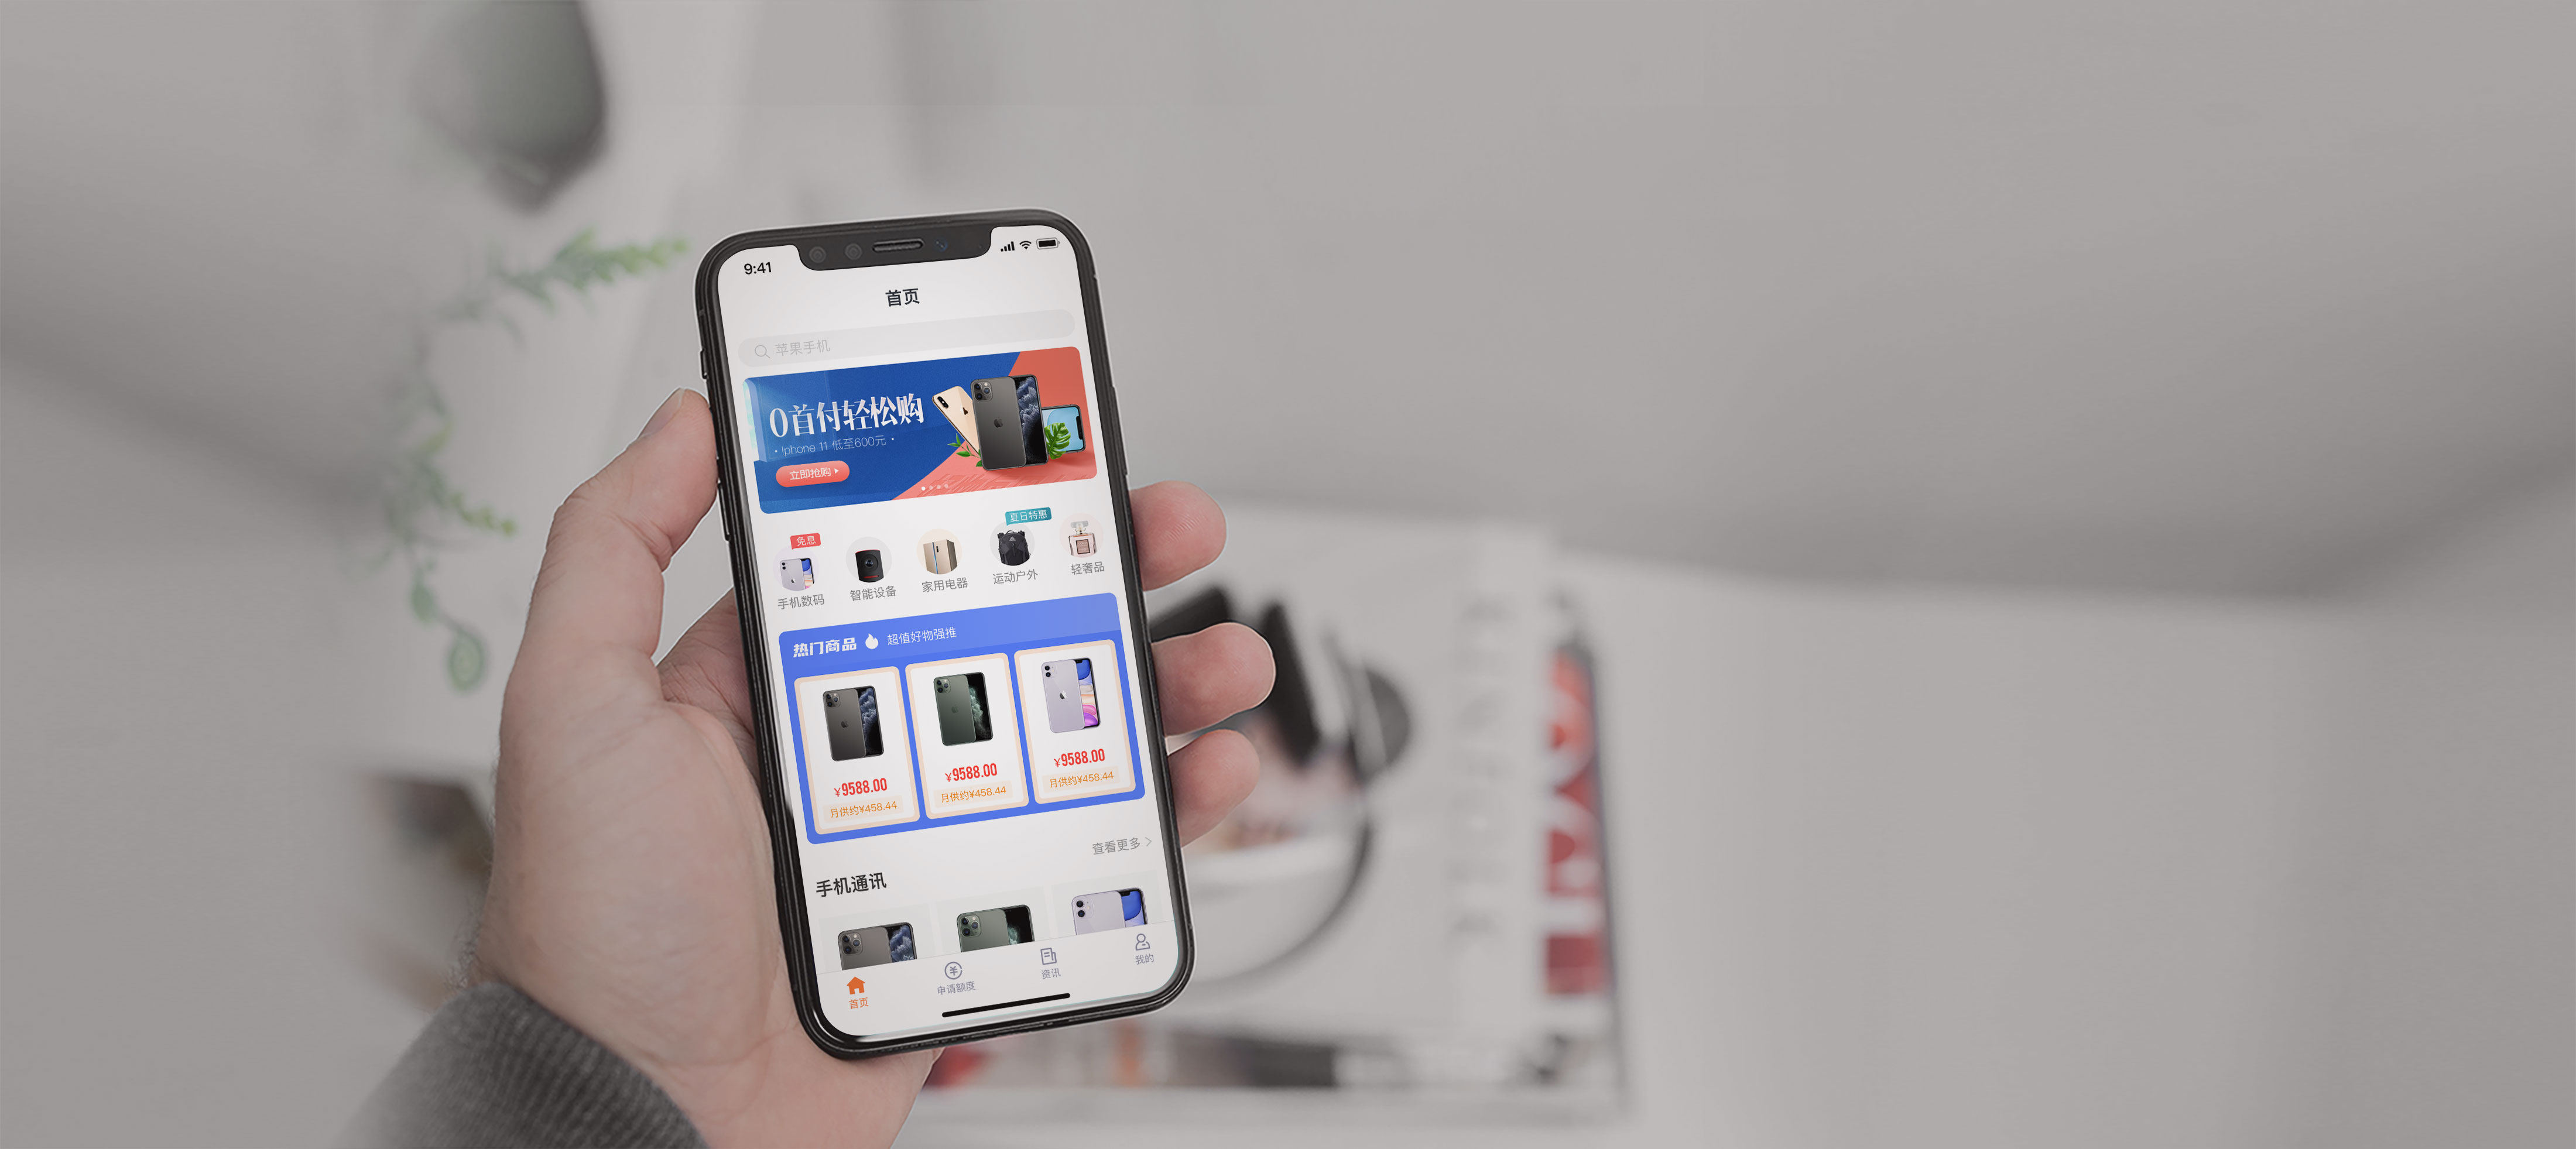 9:41
首页
苹果手机
0首付轻松购
• Iphone 11 低至600元 •
立即抢购
免息
夏日特惠
手机数码
智能设备
家用电器
运动户外
轻奢品
热门商品
超值好物强推
¥9588.00
¥9588.00
¥9588.00
月供约¥458.44
月供约¥458.44
月供约¥458.44
查看更多
手机通讯
首页
申请额度
资讯
我的